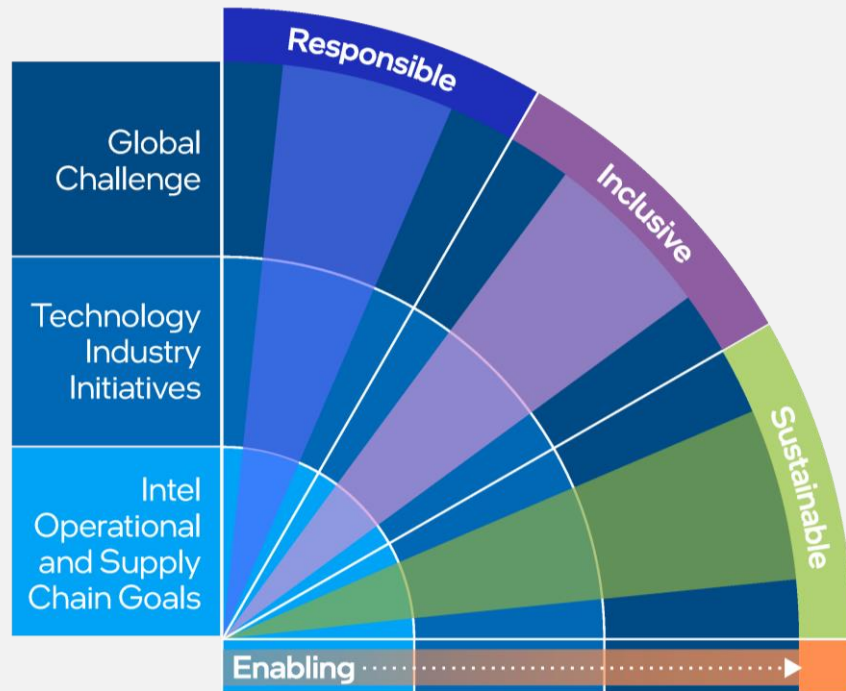 Responsible
Inclusive
Sustainable
Global
Challenge
Technology
Industry
Initiatives
Intel
Operational
and Supply
Chain Goals
Enabling